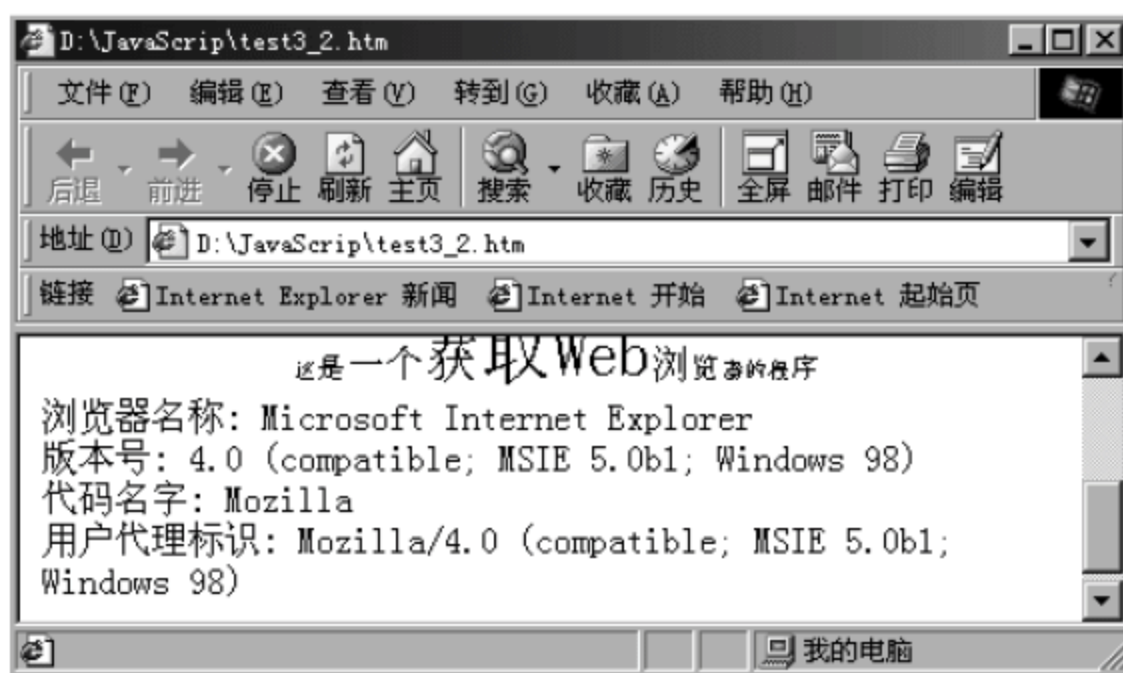 D:\JavaScrip\test3_2.htm
文件(F) 编辑(E) 查看(V) 转到(G) 收藏(A) 帮助(H)
后退 前进 停止 刷新 主页 搜索 收藏 历史 全屏 邮件 打印 编辑
地址(D) D:\JavaScrip\test3_2.htm
链接 Internet Explorer 新闻 Internet 开始 Internet 起始页
这是一个获取Web浏览器的程序
浏览器名称: Microsoft Internet Explorer
版本号: 4.0 (compatible; MSIE 5.0b1; Windows 98)
代码名字: Mozilla
用户代理标识: Mozilla/4.0 (compatible; MSIE 5.0b1;
Windows 98)
我的电脑